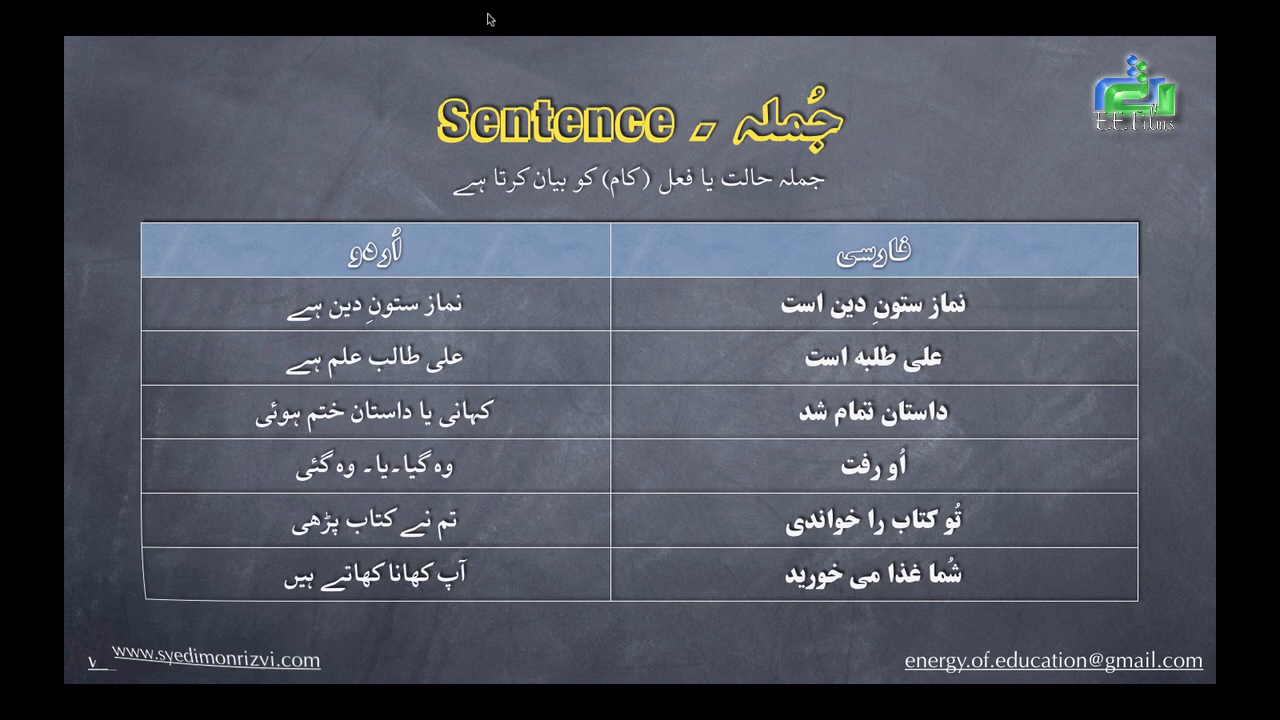 جُملہ ۔ Sentence
EE Films
جملہ حالت یا فعل (کام) کو بیان کرتا ہے
فارسی اُردو
نماز ستونِ دین است نماز ستونِ دین ہے
علی طلبه است علی طالب علم ہے
داستان تمام شد کہانی یا داستان ختم ہوئی
اُو رفت وہ گیا۔یا۔ وہ گئی
تُو کتاب را خواندی تم نے کتاب پڑھی
شُما غذا می خورید آپ کھانا کھاتے ہیں
www.syedimonrizvi.com
energy.of.education@gmail.com